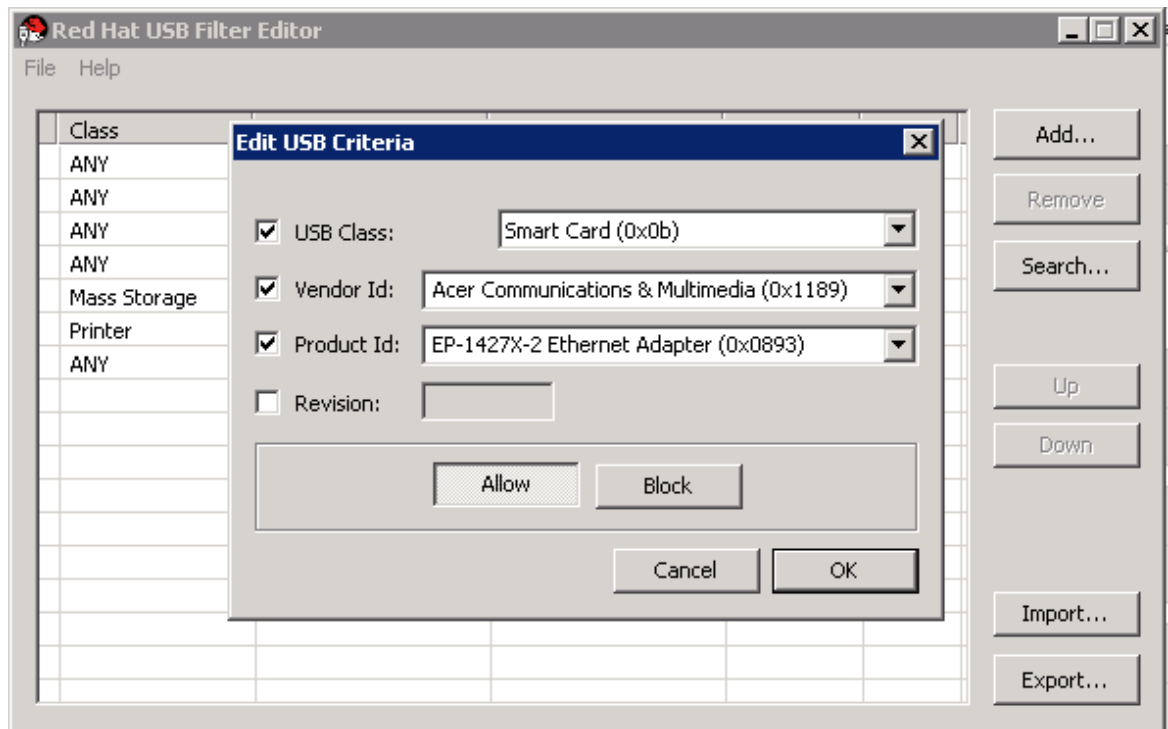 Red Hat USB Filter Editor
File Help
Class
ANY
ANY
ANY
ANY
Mass Storage
Printer
ANY
Edit USB Criteria
USB Class: Smart Card (0x0b)
Vendor Id: Acer Communications & Multimedia (0x1189)
Product Id: EP-1427X-2 Ethernet Adapter (0x0893)
Revision:
Allow Block
Cancel OK
Add...
Remove
Search...
Up
Down
Import...
Export...